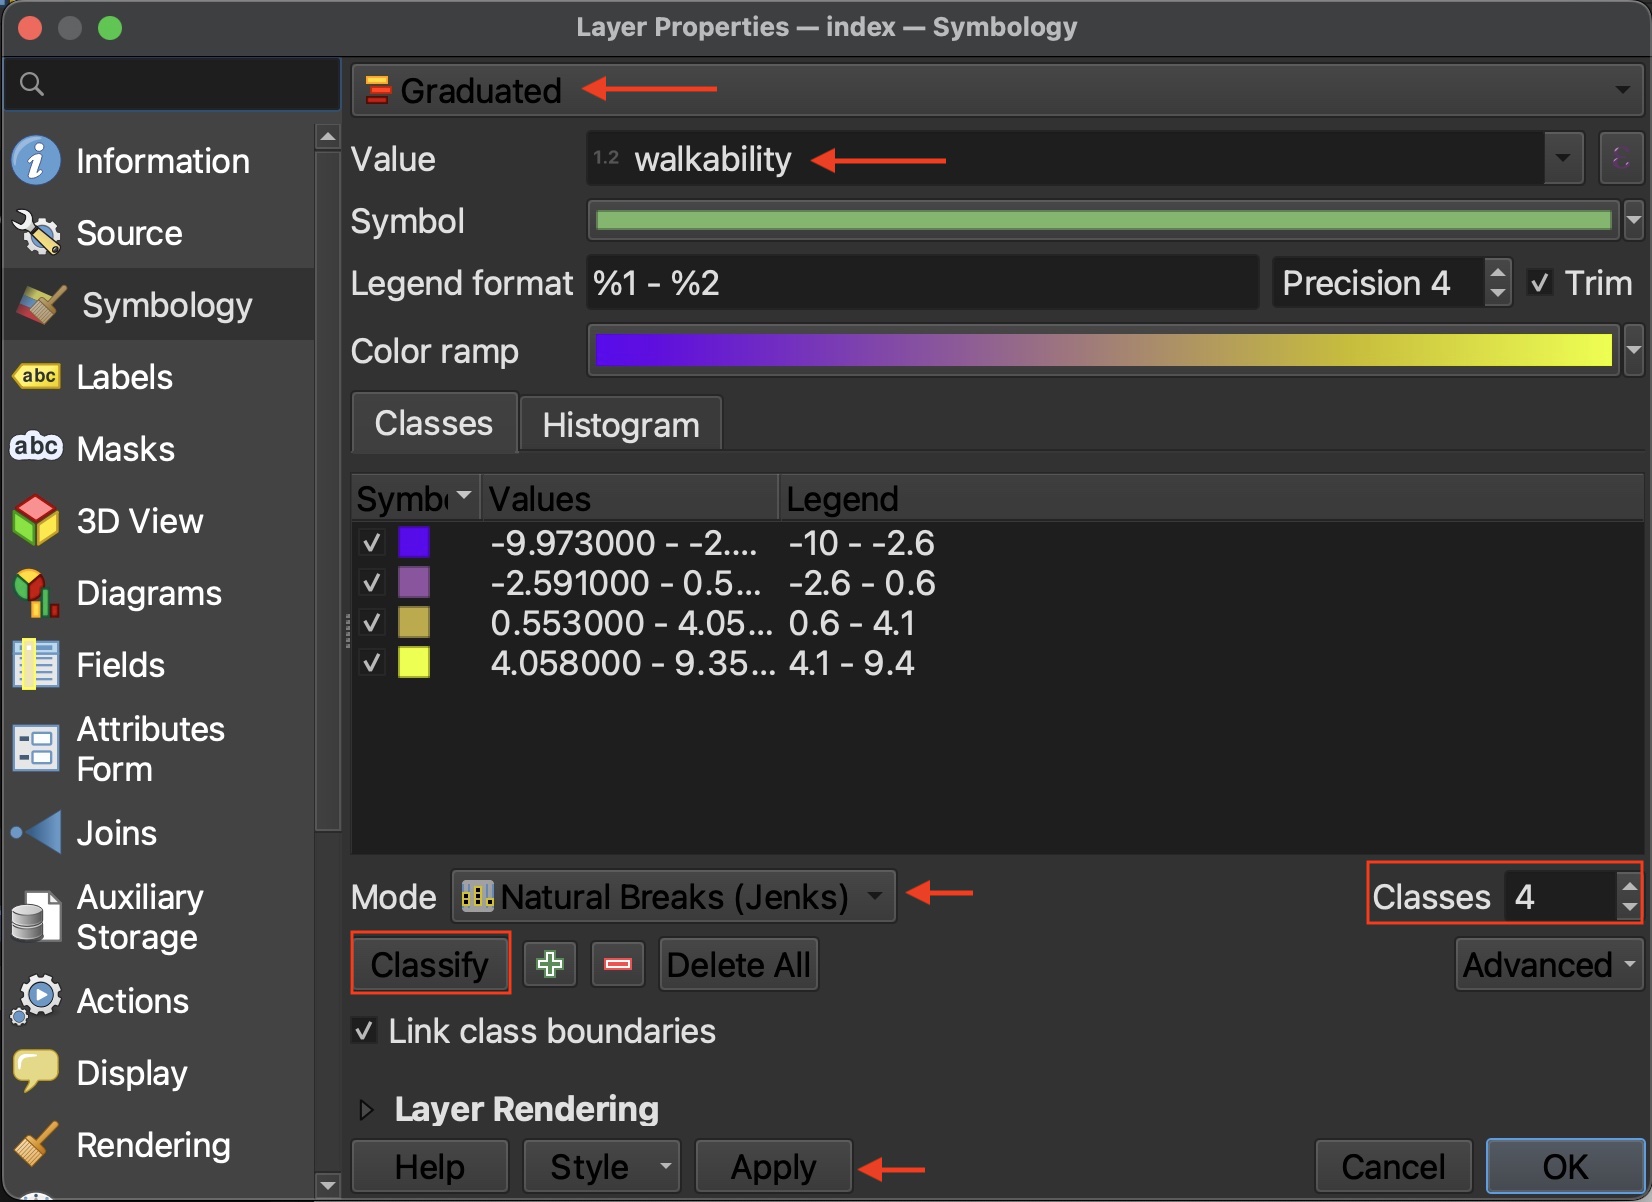 Layer Properties — index — Symbology
Graduated
Information
Value 1.2 walkability ε
Source
Symbol
Legend format %1 - %2 Precision 4 Trim
Symbology
Color ramp
abc Labels
Classes Histogram
abc Masks
Symb Values Legend
3D View
-9.973000 - -2.... -10 - -2.6
-2.591000 - 0.5... -2.6 - 0.6
Diagrams
0.553000 - 4.05... 0.6 - 4.1
4.058000 - 9.35... 4.1 - 9.4
Fields
Attributes
Form
Joins
Mode Natural Breaks (Jenks) Classes 4
Auxiliary
Storage
Classify Delete All Advanced
Actions
Link class boundaries
Display
Layer Rendering
Rendering
Help Style Apply Cancel OK